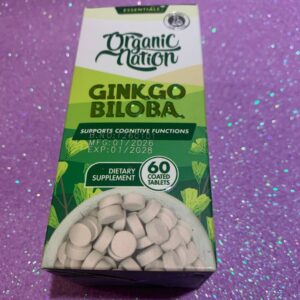 ESSENTIALS
Organic
Nation
GINKGO
BILOBA
SUPPORTS COGNITIVE FUNCTIONS
MFG:01/2026
EXP:01/2028
DIETARY
SUPPLEMENT
60
COATED
TABLETS